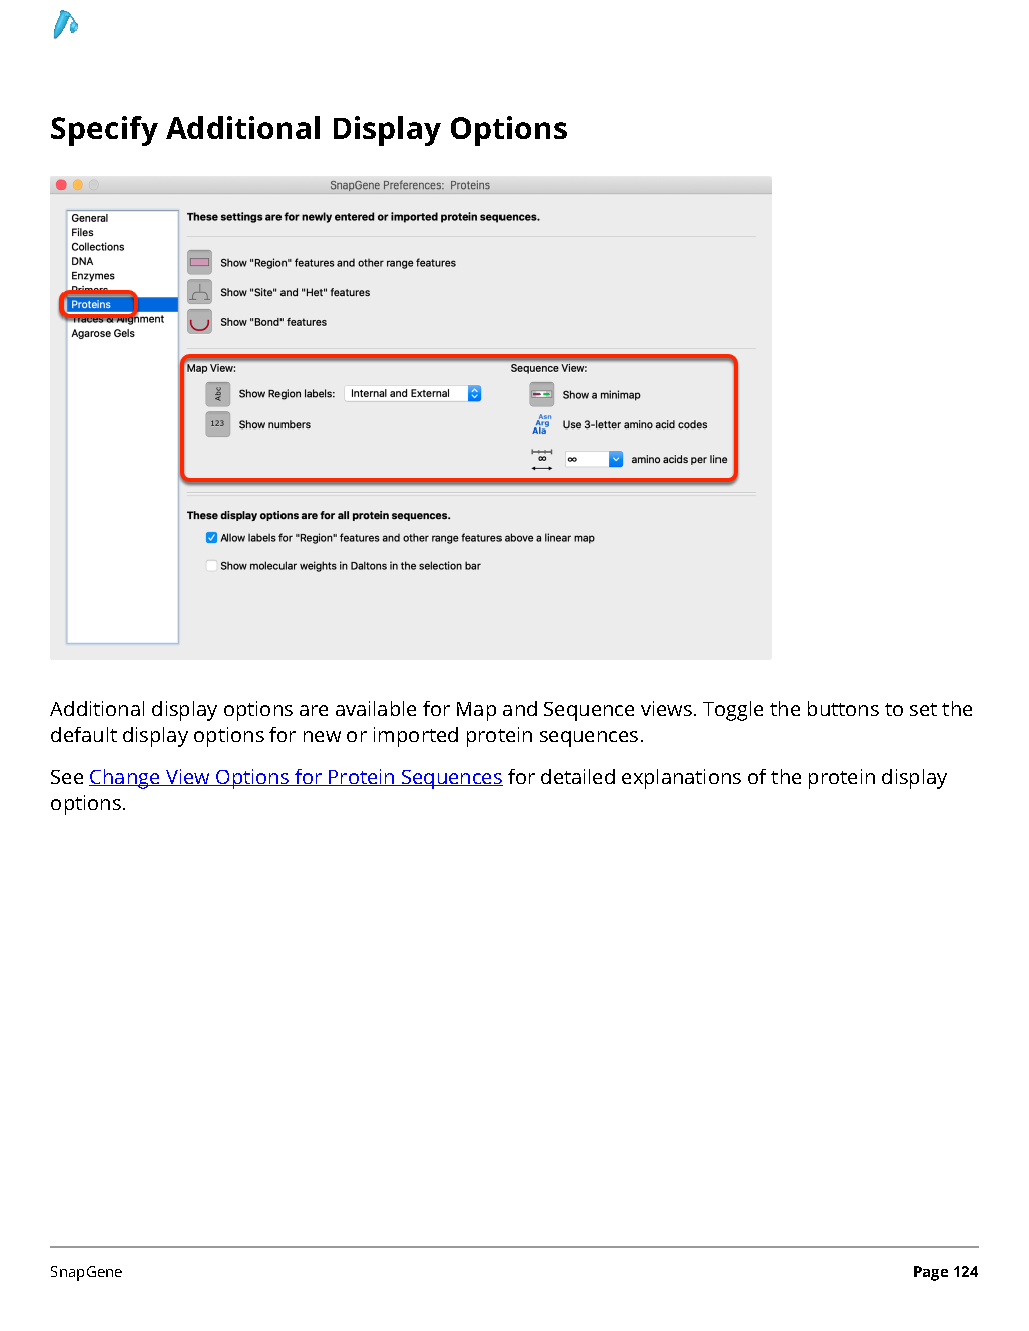 Specify Additional Display Options
SnapGene Preferences: Proteins
General
Files
Collections
DNA
Enzymes
Primers
Proteins
Traces & Alignment
Agarose Gels
These settings are for newly entered or imported protein sequences.
Show "Region" features and other range features
Show "Site" and "Het" features
Show "Bond" features
Map View:
Abc Show Region labels: Internal and External
123 Show numbers
Sequence View:
Show a minimap
Asn
Arg
Ala
Use 3-letter amino acid codes
∞ ∞ amino acids per line
These display options are for all protein sequences.
Allow labels for "Region" features and other range features above a linear map
Show molecular weights in Daltons in the selection bar
Additional display options are available for Map and Sequence views. Toggle the buttons to set the
default display options for new or imported protein sequences.
See Change View Options for Protein Sequences for detailed explanations of the protein display
options.
SnapGene Page 124